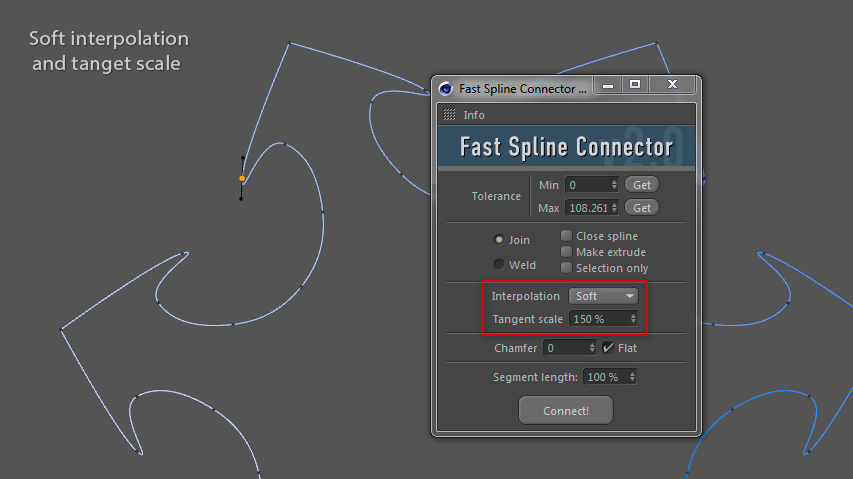 Soft interpolation
and tanget scale
Fast Spline Connector ...
Info
Fast Spline Connector
v2.0
Tolerance
Min 0 Get
Max 108.261 Get
Join
Weld
Close spline
Make extrude
Selection only
Interpolation Soft
Tangent scale 150 %
Chamfer 0 Flat
Segment length: 100 %
Connect!